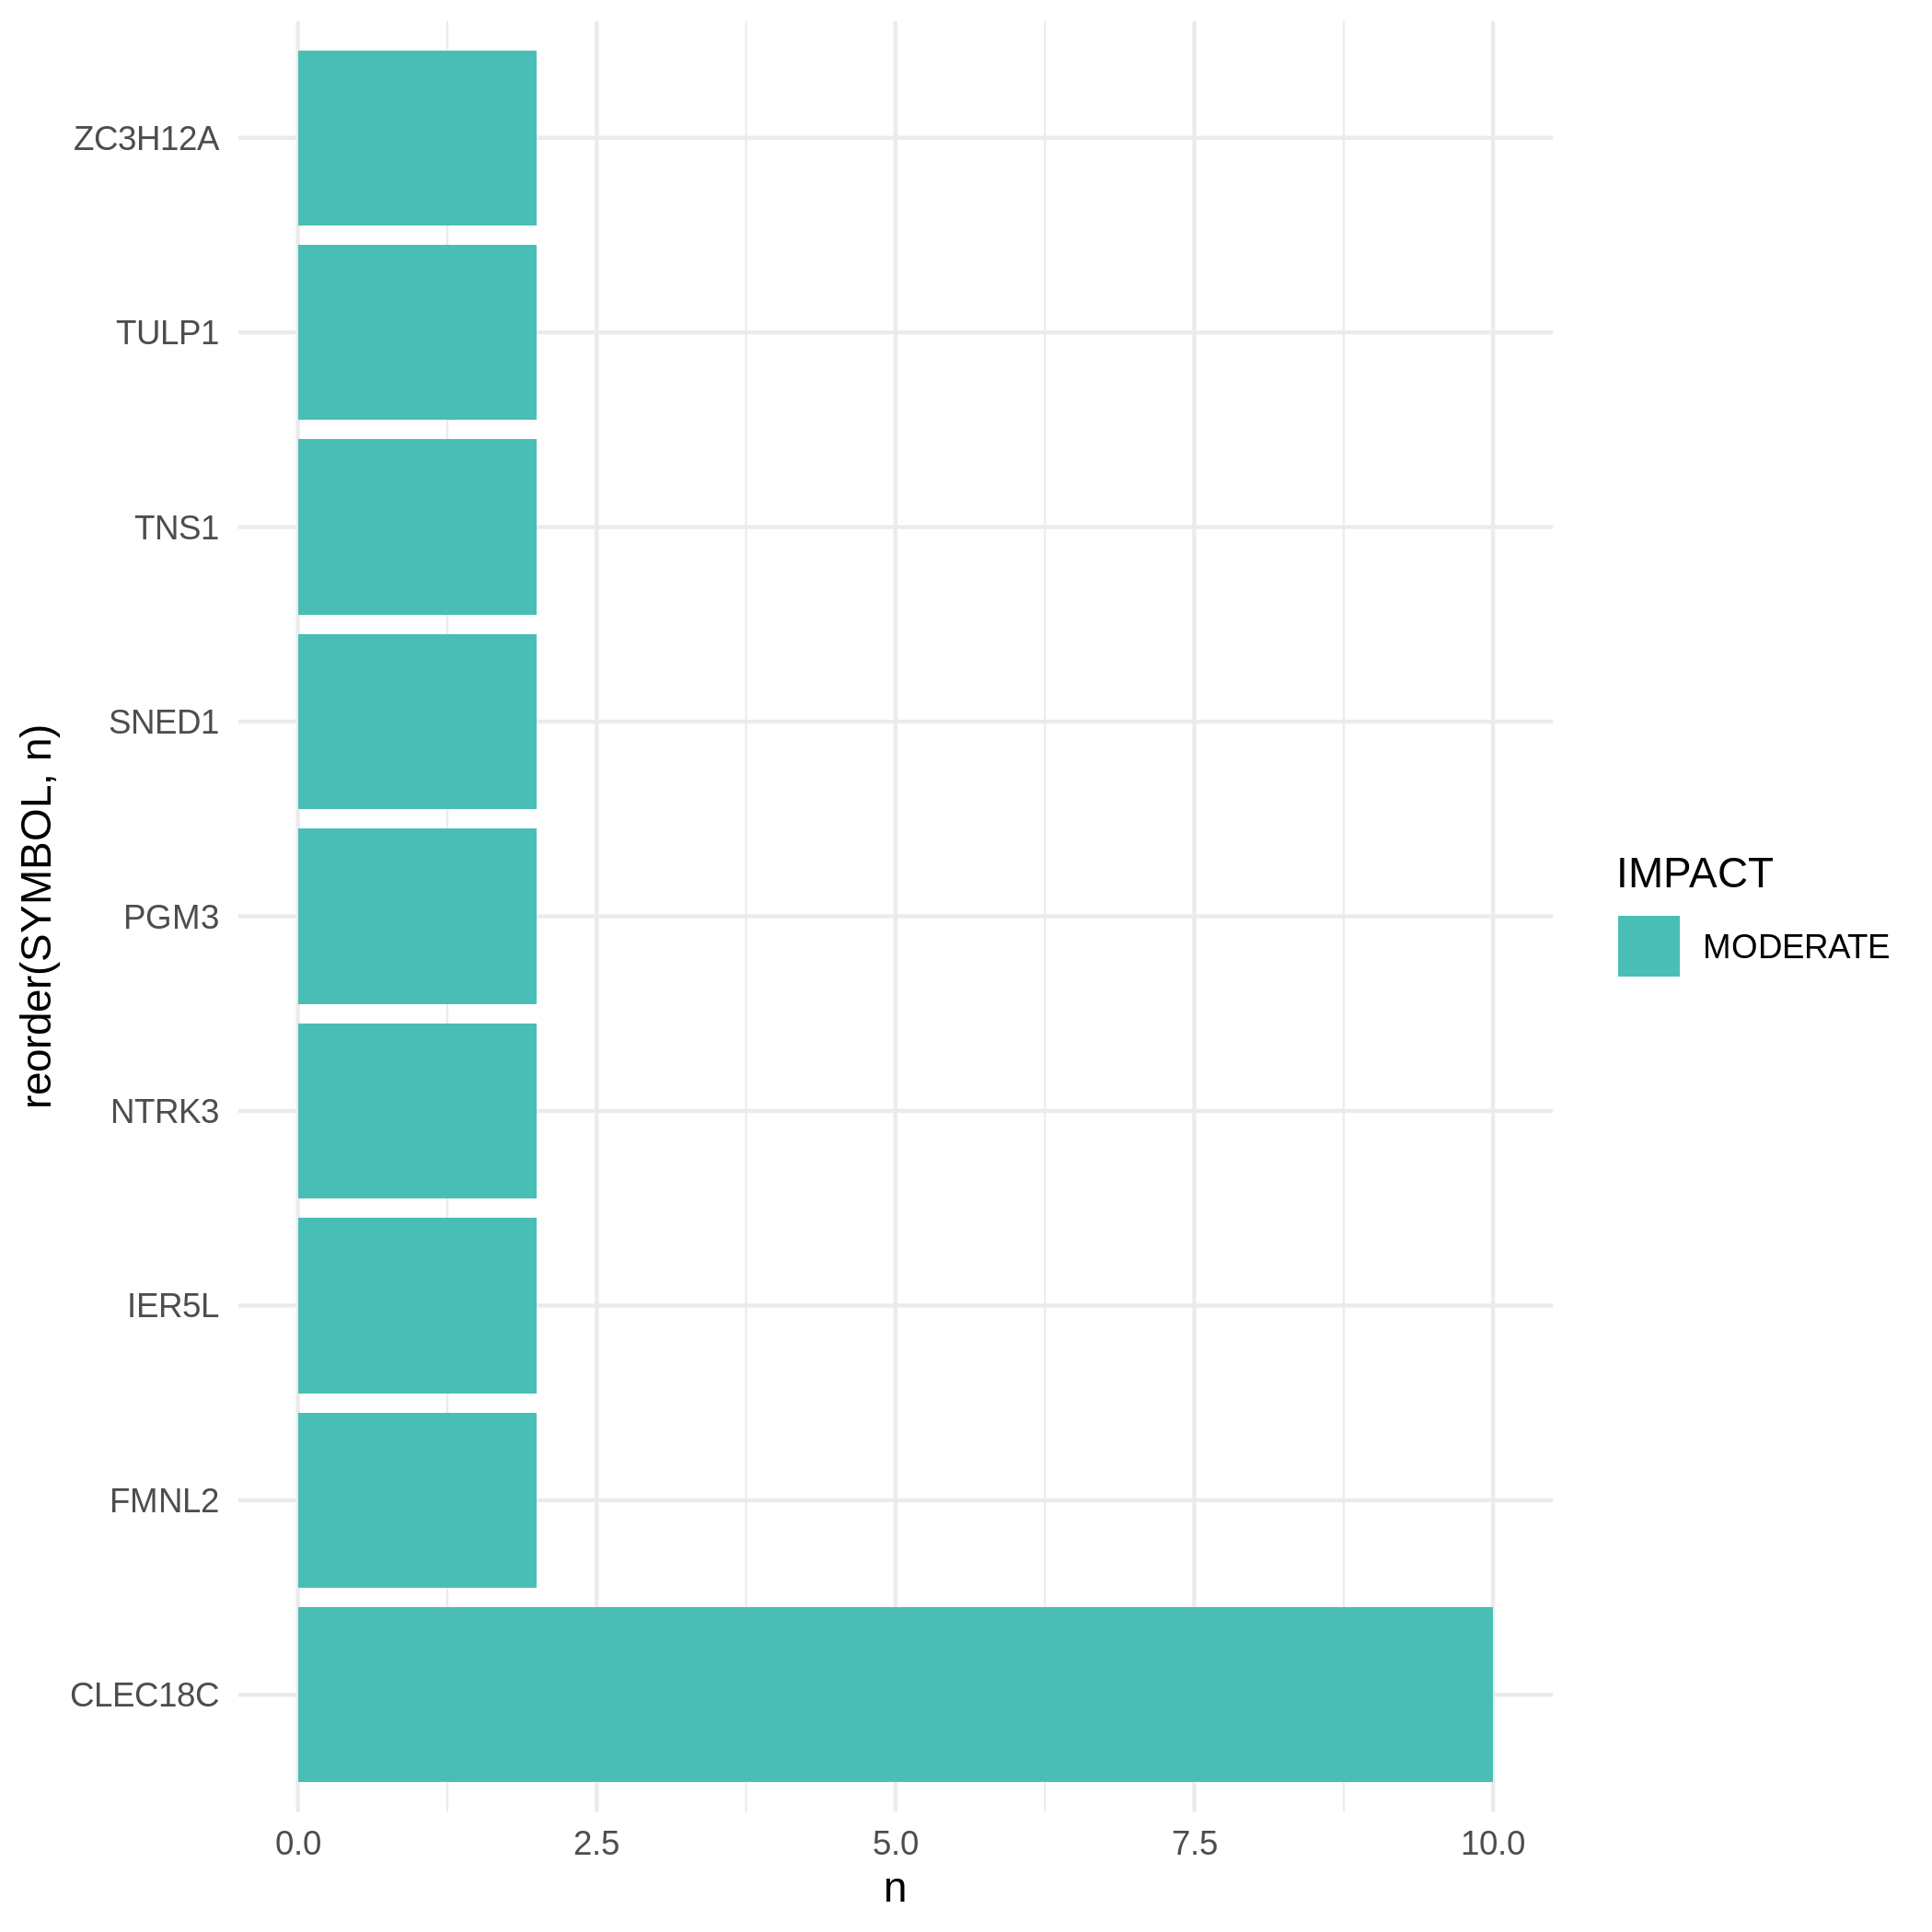 reorder(SYMBOL, n)
ZC3H12A
TULP1
TNS1
SNED1
PGM3
NTRK3
IER5L
FMNL2
CLEC18C
0.0 2.5 5.0 7.5 10.0
n
IMPACT
MODERATE